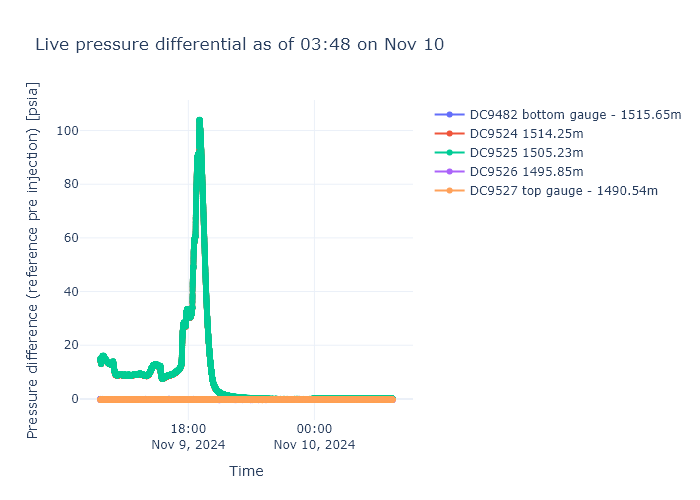 Live pressure differential as of 03:48 on Nov 10
Pressure difference (reference pre injection) [psia]
100
80
60
40
20
0
18:00
Nov 9, 2024
00:00
Nov 10, 2024
Time
DC9482 bottom gauge - 1515.65m
DC9524 1514.25m
DC9525 1505.23m
DC9526 1495.85m
DC9527 top gauge - 1490.54m